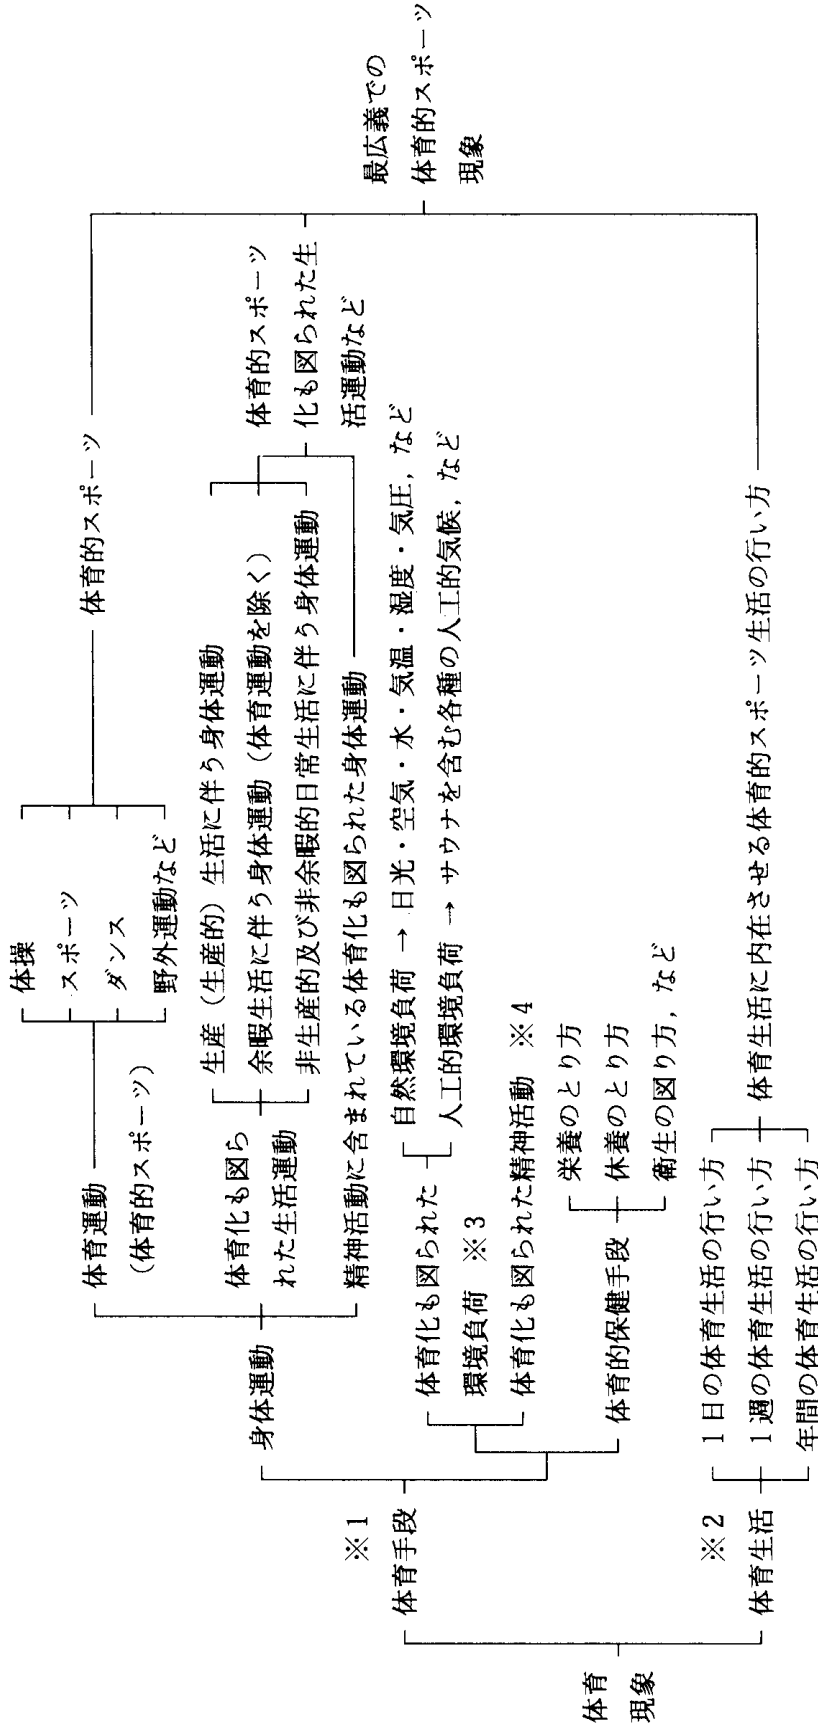 体育
現象
※1
体育手段
※2
体育生活
身体運動
体育化も図られた
環境負荷 ※3
体育化も図られた精神活動 ※4
体育的保健手段
1日の体育生活の行い方
1週の体育生活の行い方
年間の体育生活の行い方
体育運動
(体育的スポーツ)
体育化も図ら
れた生活運動
精神活動に含まれている体育化も図られた身体運動
自然環境負荷 → 日光・空気・水・気温・湿度・気圧, など
人工的環境負荷 → サウナを含む各種の人工的気候, など
栄養のとり方
休養のとり方
衛生の図り方, など
体育生活に内在させる体育的スポーツ生活の行い方
体操
スポーツ
ダンス
野外運動など
生産(生産的)生活に伴う身体運動
余暇生活に伴う身体運動(体育運動を除く)
非生産的及び非余暇的日常生活に伴う身体運動
体育的スポーツ
体育的スポーツ
化も図られた生
活運動など
最広義での
体育的スポーツ
現象